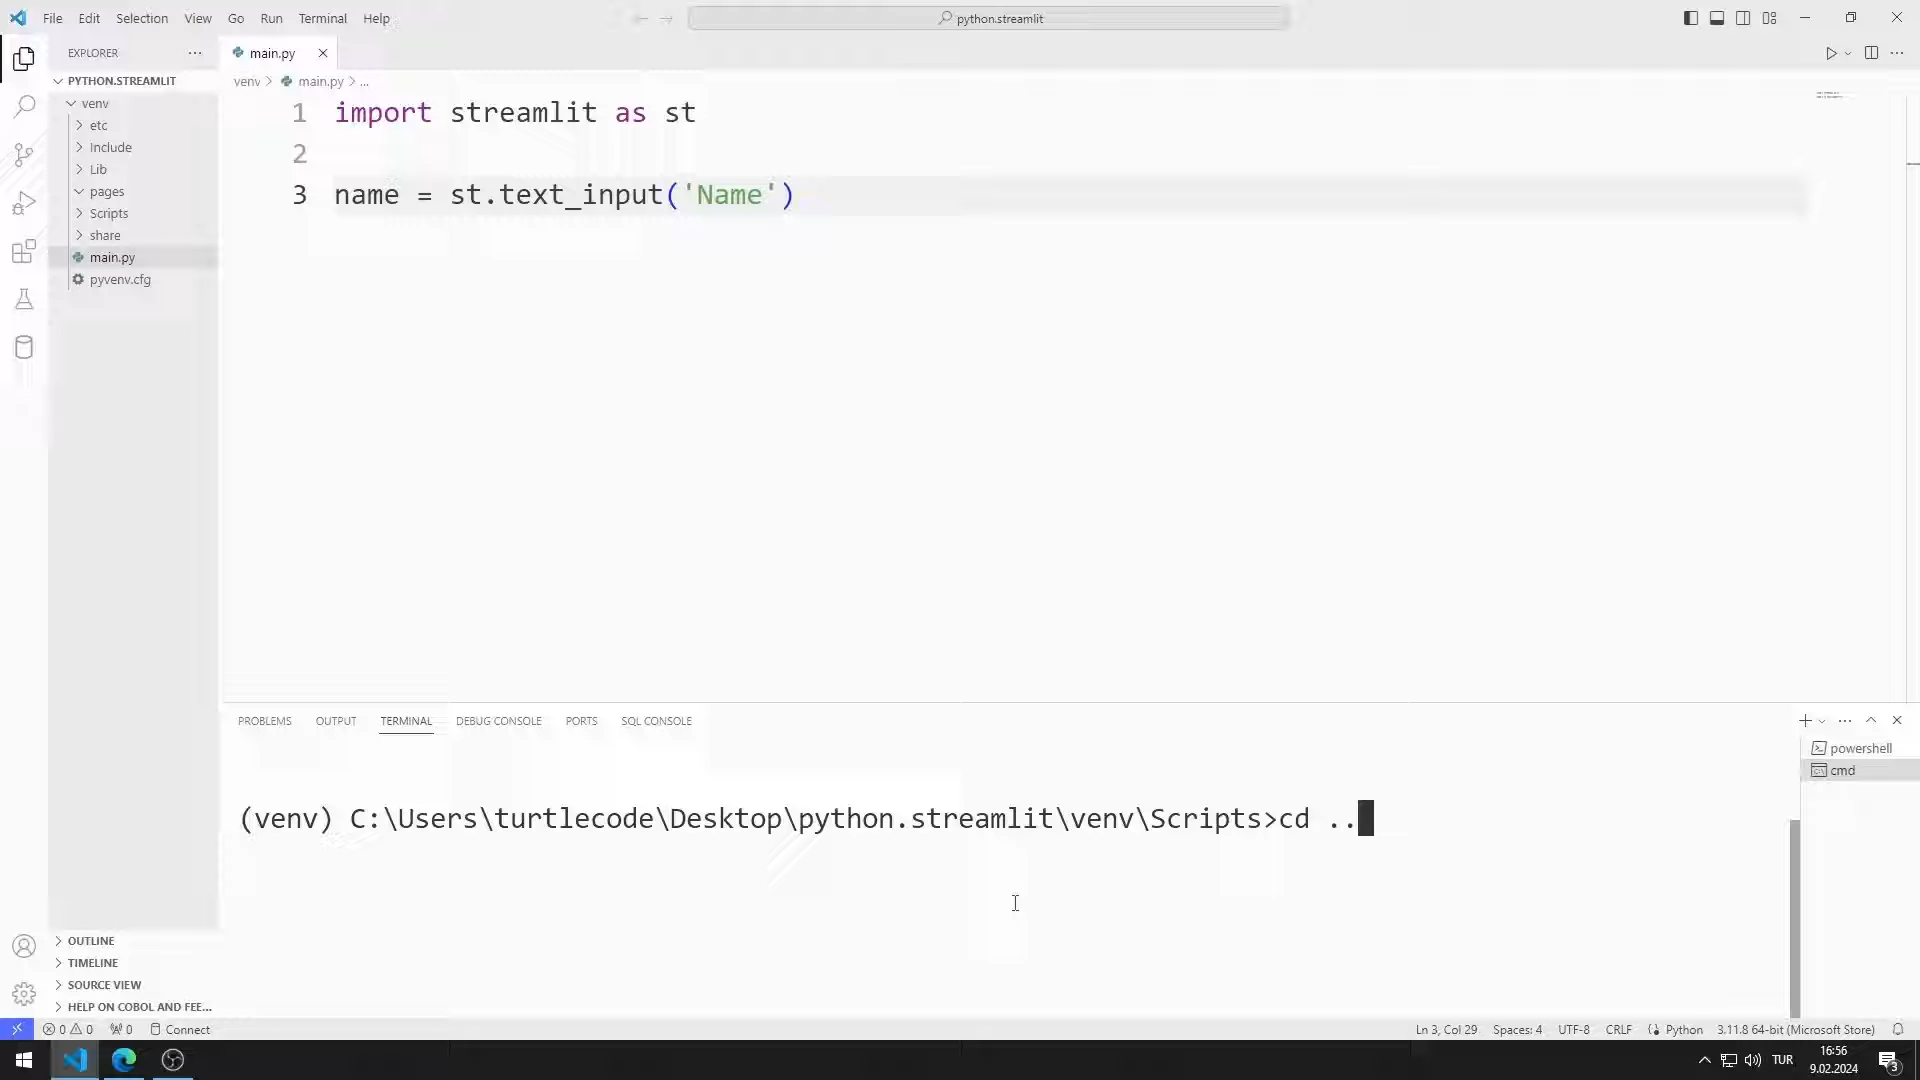 File Edit Selection View Go Run Terminal Help
python.streamlit
EXPLORER
main.py
PYTHON.STREAMLIT
venv > main.py > ...
venv
etc
Include
Lib
pages
Scripts
share
main.py
pyvenv.cfg
1 import streamlit as st
2
3 name = st.text_input('Name')
PROBLEMS OUTPUT TERMINAL DEBUG CONSOLE PORTS SQL CONSOLE
powershell
cmd
(venv) C:\Users\turtlecode\Desktop\python.streamlit\venv\Scripts>cd ..
OUTLINE
TIMELINE
SOURCE VIEW
HELP ON COBOL AND FEE...
0 0 0 Connect
Ln 3, Col 29 Spaces: 4 UTF-8 CRLF Python 3.11.8 64-bit (Microsoft Store)
TUR
16:56
9.02.2024
3